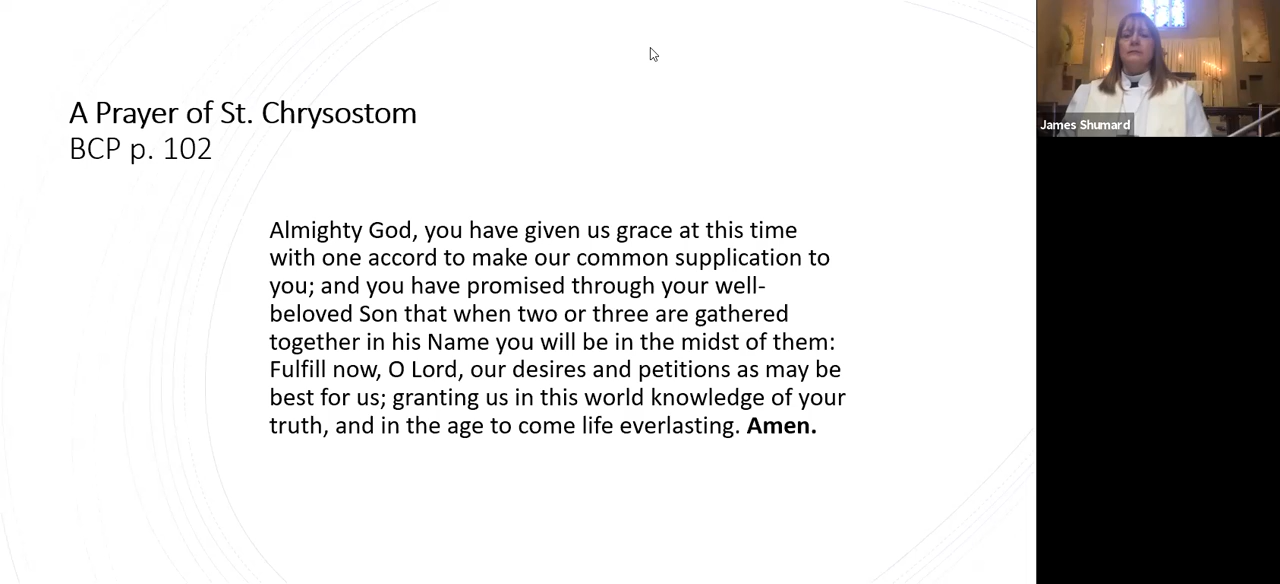 A Prayer of St. Chrysostom
BCP p. 102
Almighty God, you have given us grace at this time
with one accord to make our common supplication to
you; and you have promised through your well-
beloved Son that when two or three are gathered
together in his Name you will be in the midst of them:
Fulfill now, O Lord, our desires and petitions as may be
best for us; granting us in this world knowledge of your
truth, and in the age to come life everlasting. Amen.
James Shumard